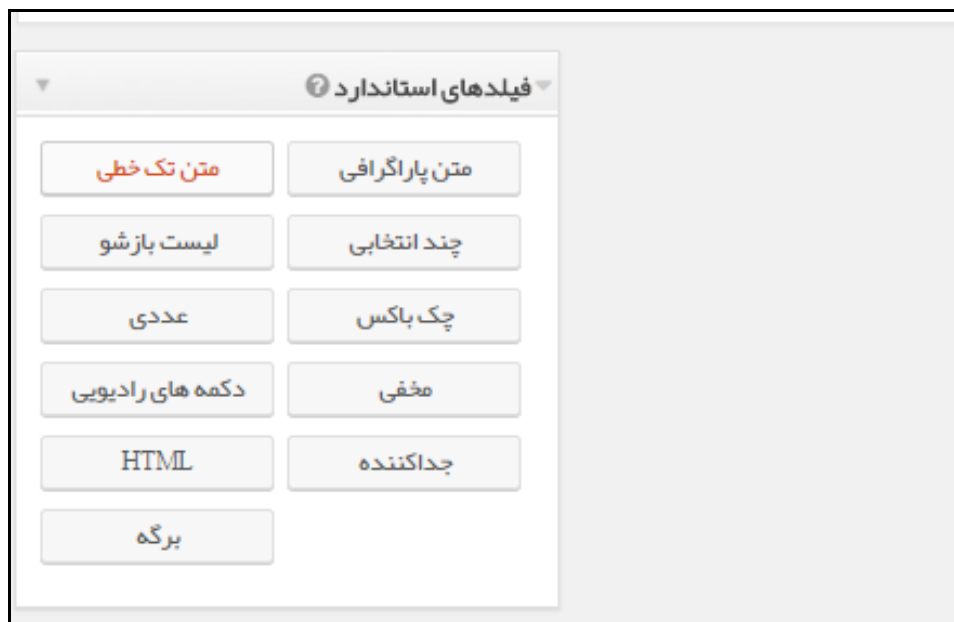 فیلدهای استاندارد
متن پاراگرافی
متن تک خطی
چند انتخابی
لیست بازشو
چک باکس
عددی
مخفی
دکمه های رادیویی
جداکننده
HTML
برگه